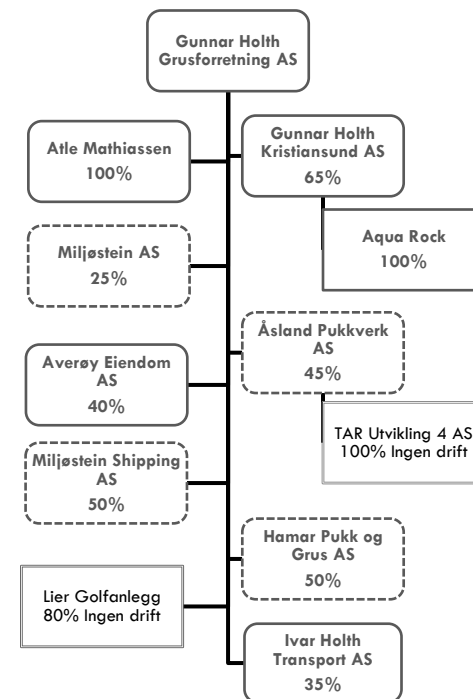 Gunnar Holth
Grusforretning AS
Atle Mathiassen
100%
Gunnar Holth
Kristiansund AS
65%
Aqua Rock
100%
Miljøstein AS
25%
Åsland Pukkverk
AS
45%
Averøy Eiendom
AS
40%
TAR Utvikling 4 AS
100% Ingen drift
Miljøstein Shipping
AS
50%
Hamar Pukk og
Grus AS
50%
Lier Golfanlegg
80% Ingen drift
Ivar Holth
Transport AS
35%